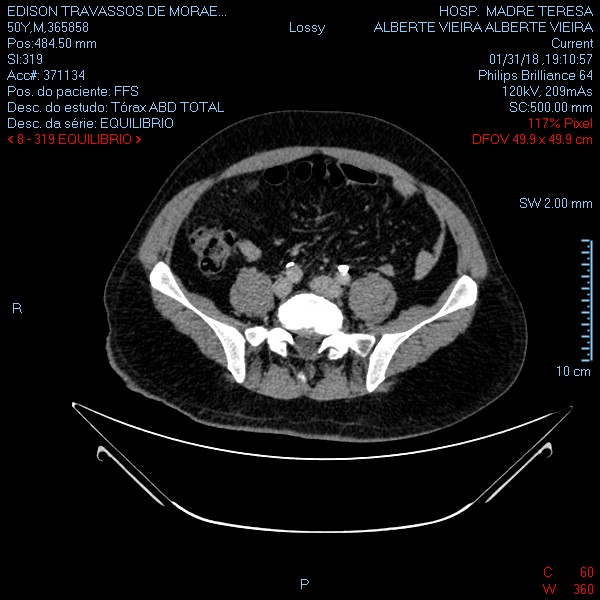 EDISON TRAVASSOS DE MORAE...
50Y,M,365858
Pos:484.50 mm
Sl:319
Acc#: 371134
Pos. do paciente: FFS
Desc. do estudo: Tórax ABD TOTAL
Desc. da série: EQUILIBRIO
< 8 - 319 EQUILIBRIO >
Lossy
HOSP. MADRE TERESA
ALBERTE VIEIRA ALBERTE VIEIRA
Current
01/31/18 ,19:10:57
Philips Brilliance 64
120kV, 209mAs
SC:500.00 mm
117% Pixel
DFOV 49.9 x 49.9 cm
SW 2.00 mm
R
10 cm
P
C 60
W 360